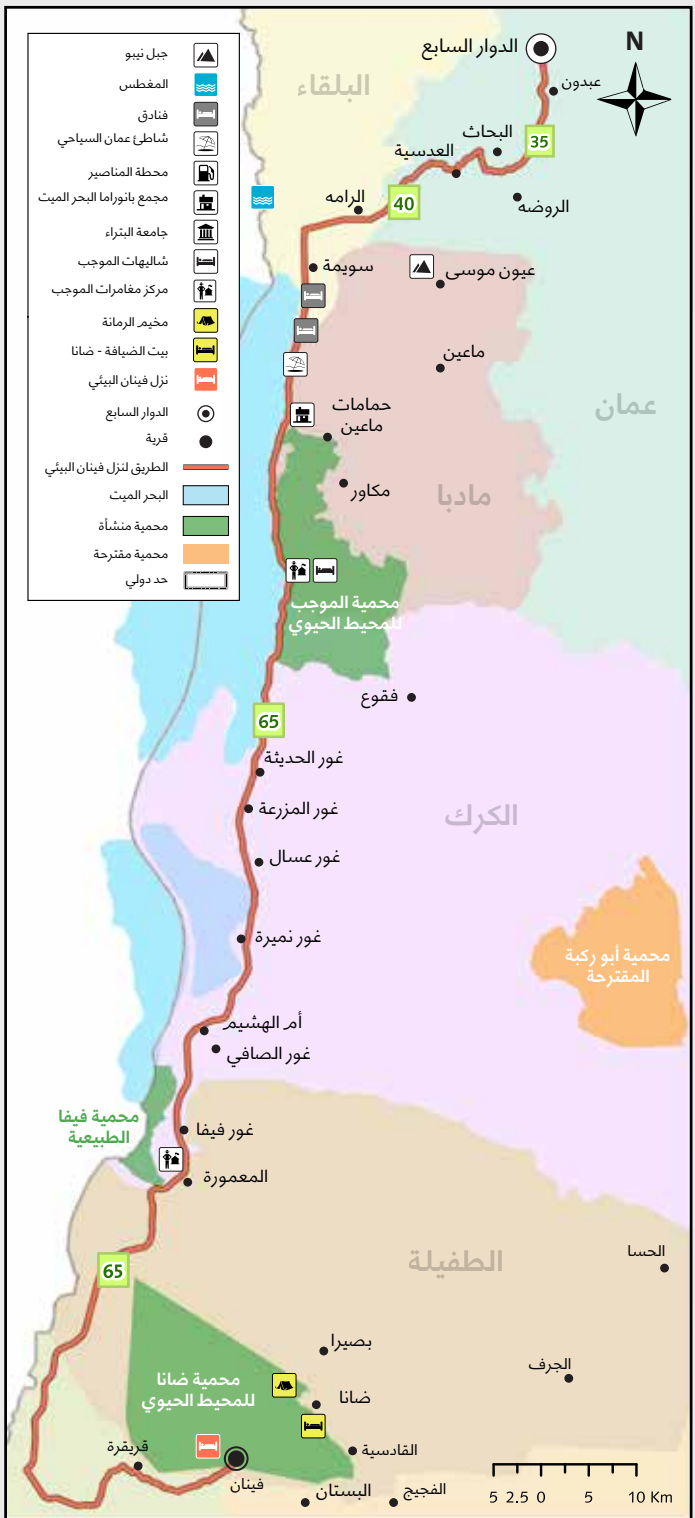 جبل نيبو
المغطس
فنادق
شاطئ عمان السياحي
محطة المناصير
مجمع بانوراما البحر الميت
جامعة البتراء
شاليهات الموجب
مركز مغامرات الموجب
مخيم الرمانة
بيت الضيافة - ضانا
نزل فينان البيئي
الدوار السابع
قرية
الطريق لنزل فينان البيئي
البحر الميت
محمية منشأة
محمية مقترحة
حد دولي
N
الدوار السابع
عبدون
البلقاء
35
البحاث
العدسية
الروضه
40
الرامه
سويمة
عيون موسى
ماعين
عمان
حمامات
ماعين
مكاور
مادبا
محمية الموجب
للمحيط الحيوي
فقوع
65
غور الحديثة
غور المزرعة
الكرك
غور عسال
غور نميرة
محمية أبو ركبة
المقترحة
أم الهشيم
غور الصافي
محمية فيفا
الطبيعية
غور فيفا
المعمورة
الطفيلة
الحسا
65
بصيرا
الجرف
محمية ضانا
للمحيط الحيوي
ضانا
القادسية
قريقرة
فينان
البستان
الفجيج
5 2.5 0 5 10 Km